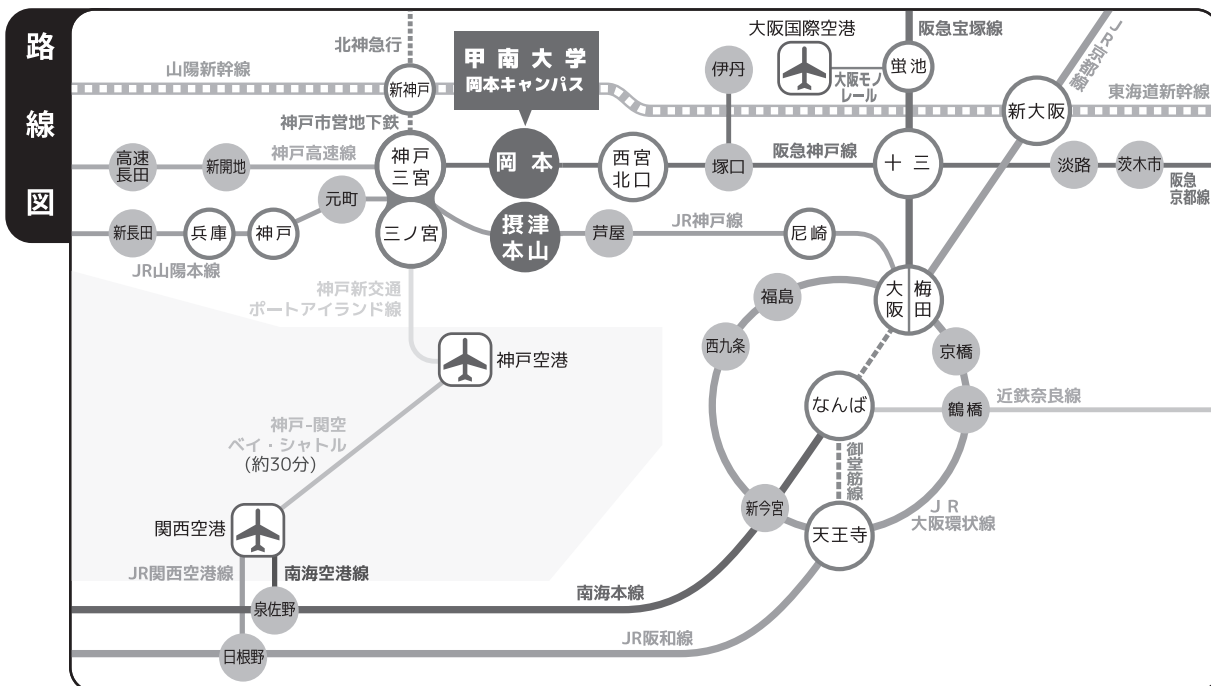 路線図
北神急行
山陽新幹線
新神戸
神戸市営地下鉄
甲南大学
岡本キャンパス
伊丹
大阪国際空港
大阪モノ
レール
蛍池
阪急宝塚線
JR京都線
新大阪
東海道新幹線
高速
長田
新開地
神戸高速線
神戸
三宮
岡本
西宮
北口
塚口
阪急神戸線
十三
淡路
茨木市
阪急
京都線
元町
新長田
兵庫
神戸
三ノ宮
摂津
本山
芦屋
JR神戸線
尼崎
JR山陽本線
神戸新交通
ポートアイランド線
大阪
梅田
福島
西九条
京橋
神戸空港
なんば
鶴橋
近鉄奈良線
神戸-関空
ベイ・シャトル
(約30分)
御堂筋線
新今宮
天王寺
JR
大阪環状線
関西空港
JR関西空港線
南海空港線
泉佐野
南海本線
日根野
JR阪和線